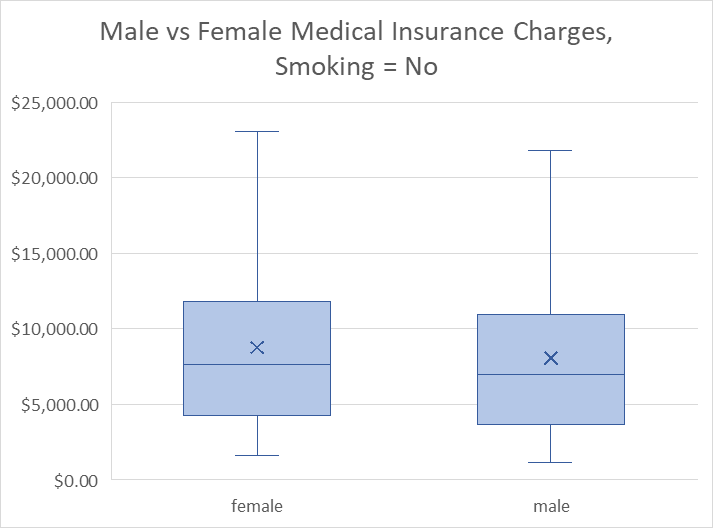 Male vs Female Medical Insurance Charges,
Smoking = No
$25,000.00
$20,000.00
$15,000.00
$10,000.00
$5,000.00
$0.00
female
male